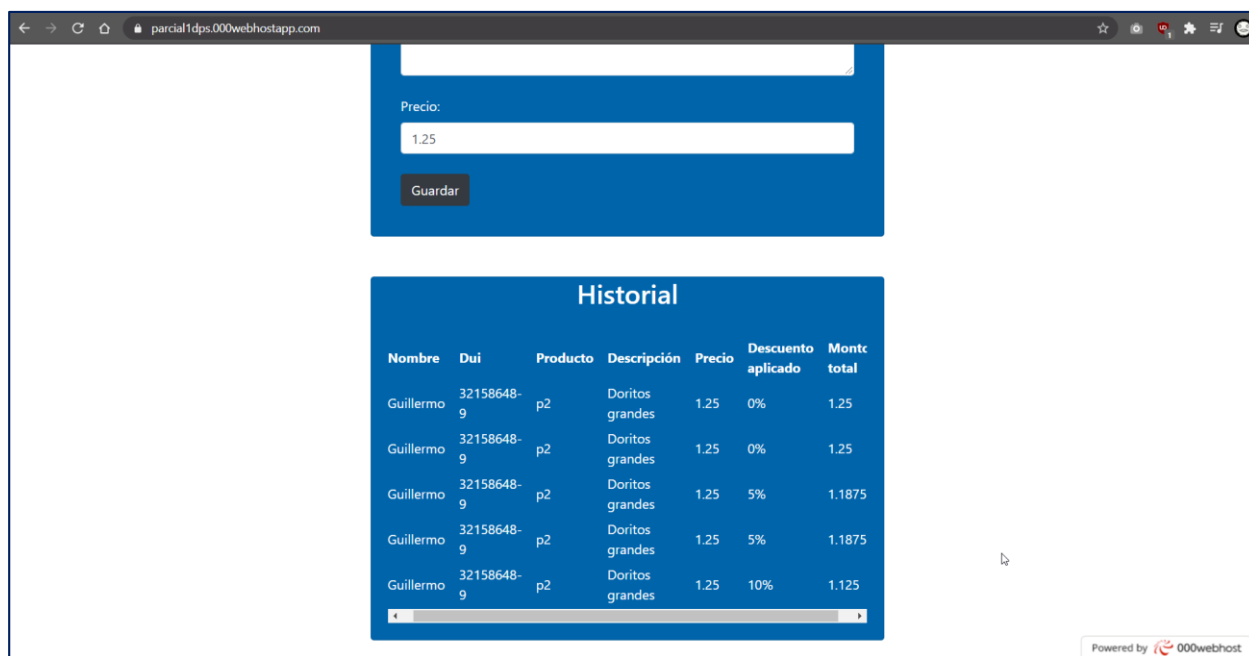 parcial1dps.000webhostapp.com
1
Precio:
1.25
Guardar
Historial
Nombre Dui Producto Descripción Precio Descuento aplicado Monto total
Guillermo 32158648-9 p2 Doritos grandes 1.25 0% 1.25
Guillermo 32158648-9 p2 Doritos grandes 1.25 0% 1.25
Guillermo 32158648-9 p2 Doritos grandes 1.25 5% 1.1875
Guillermo 32158648-9 p2 Doritos grandes 1.25 5% 1.1875
Guillermo 32158648-9 p2 Doritos grandes 1.25 10% 1.125
Powered by 000webhost